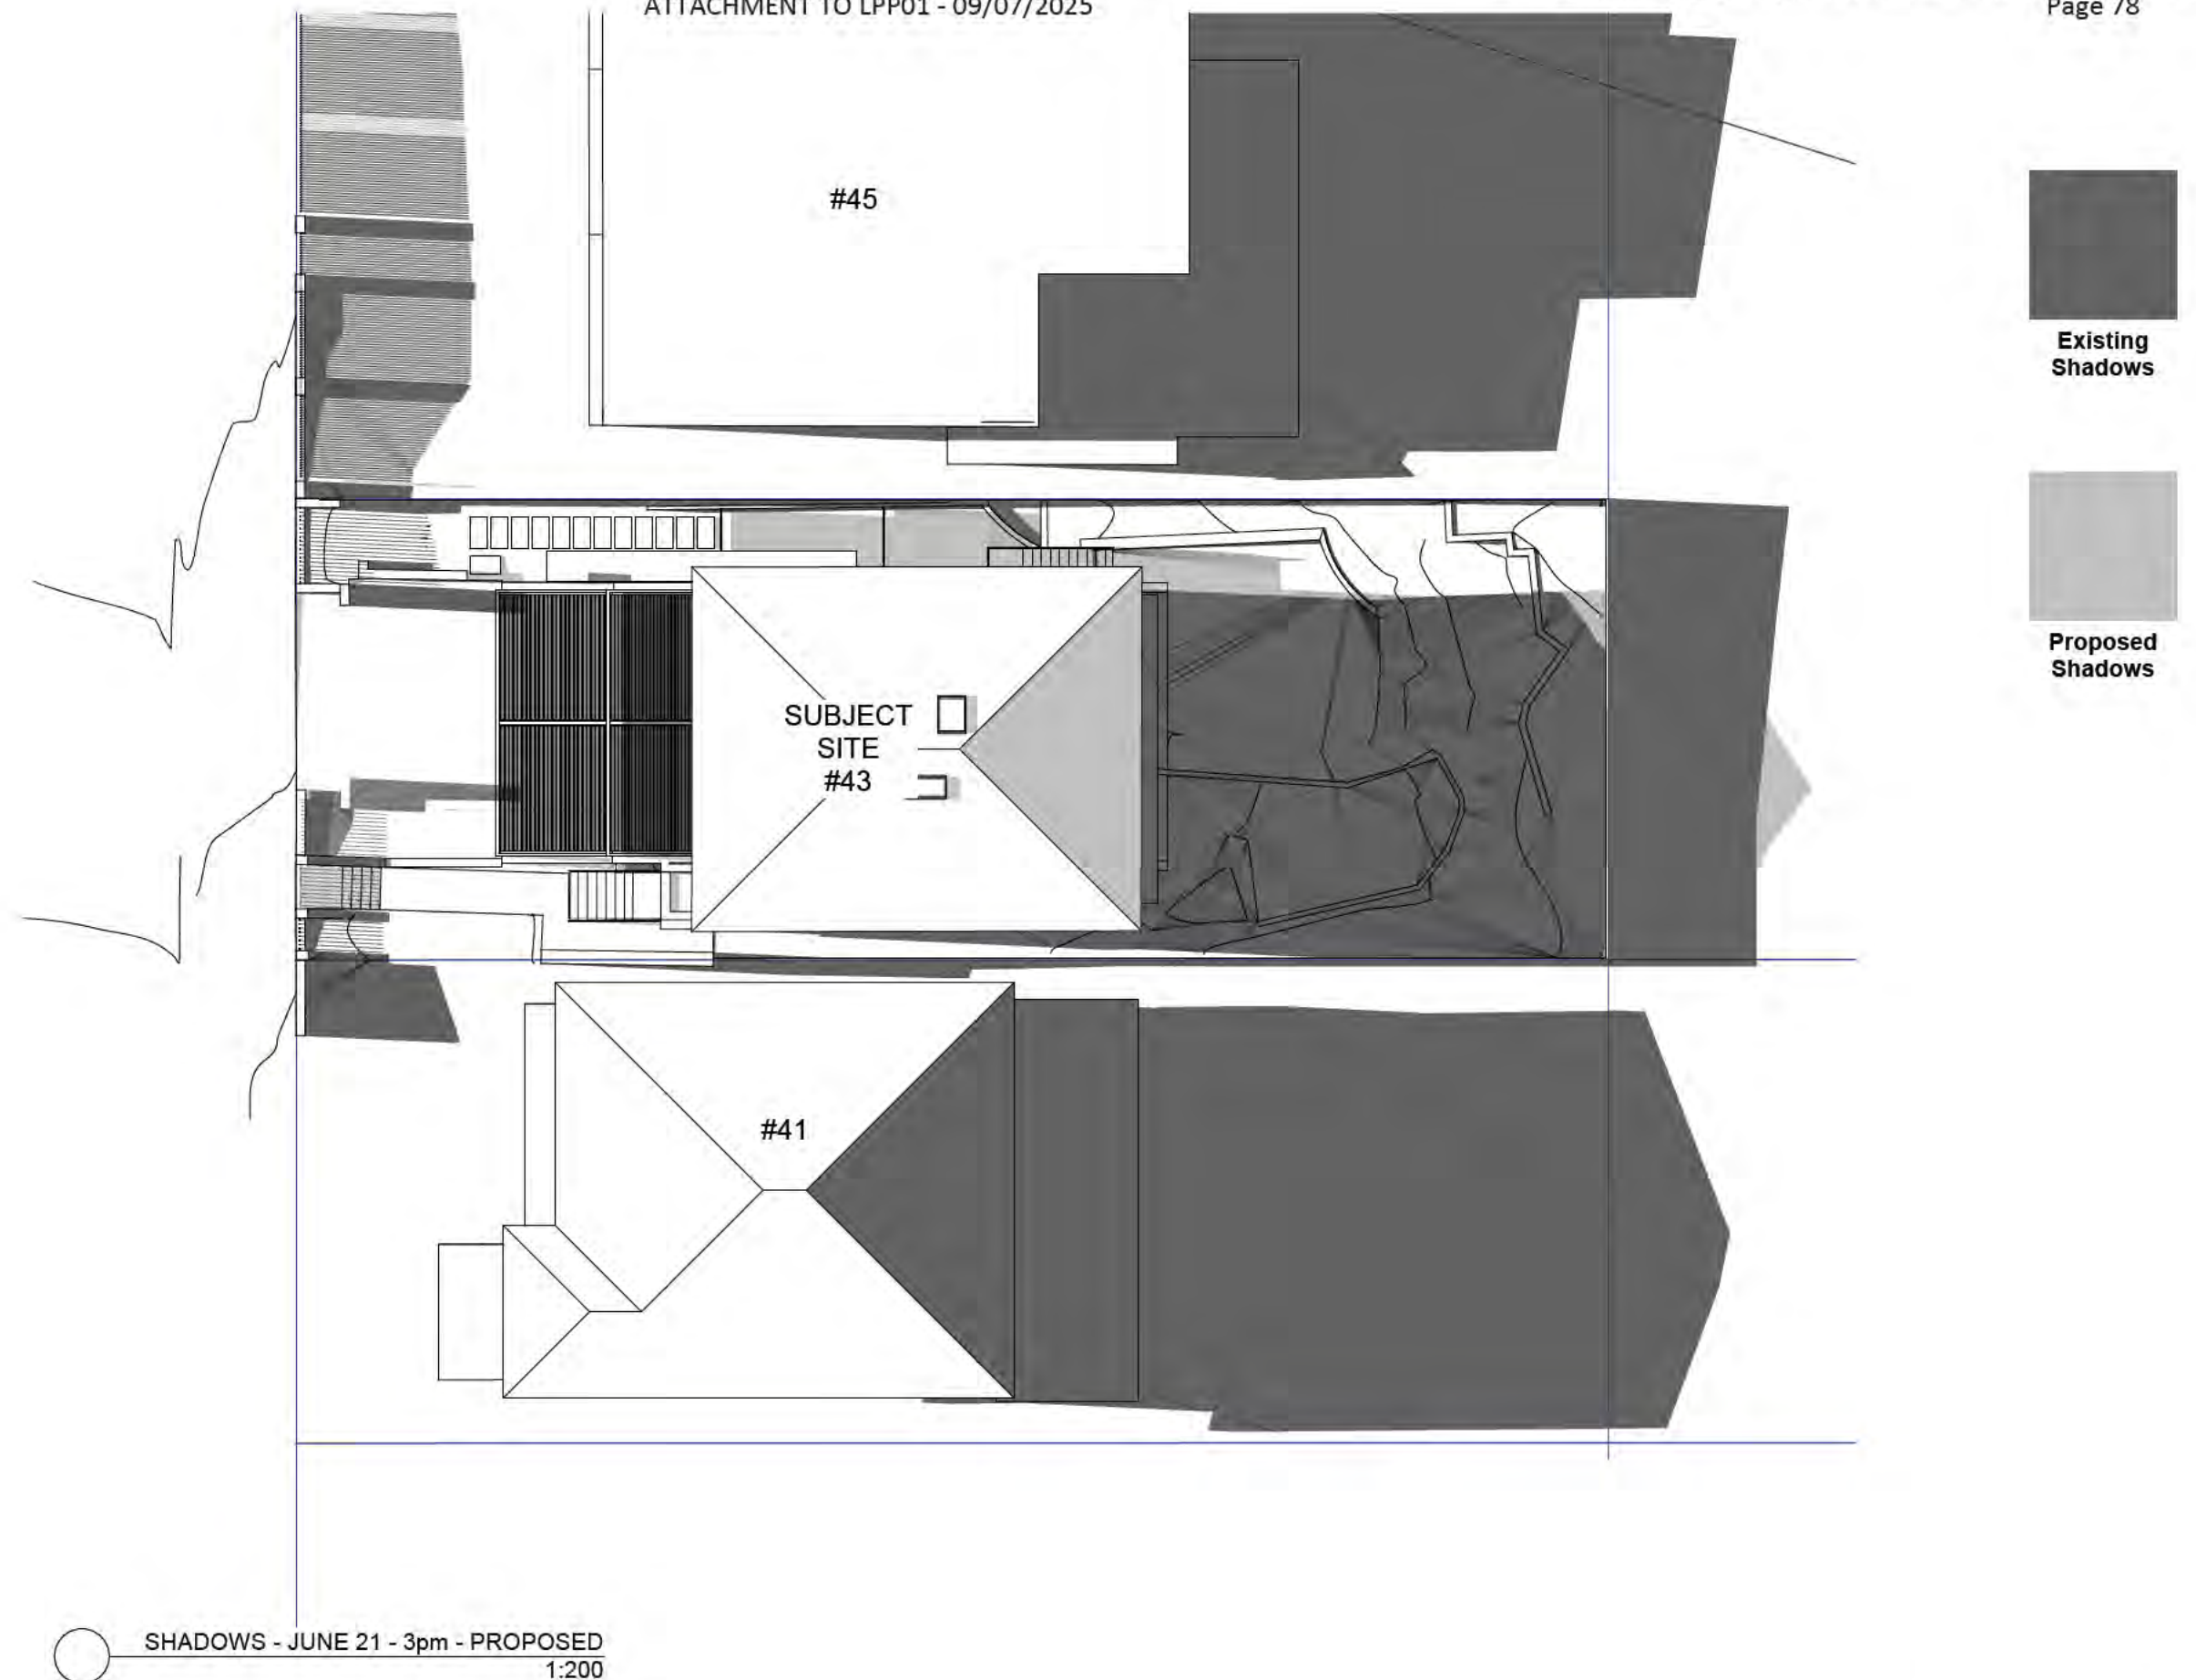 ATTACHMENT TO LPP01 - 09/07/2025
Page 78
#45
Existing
Shadows
Proposed
Shadows
SUBJECT
SITE
#43
#41
SHADOWS - JUNE 21 - 3pm - PROPOSED
1:200